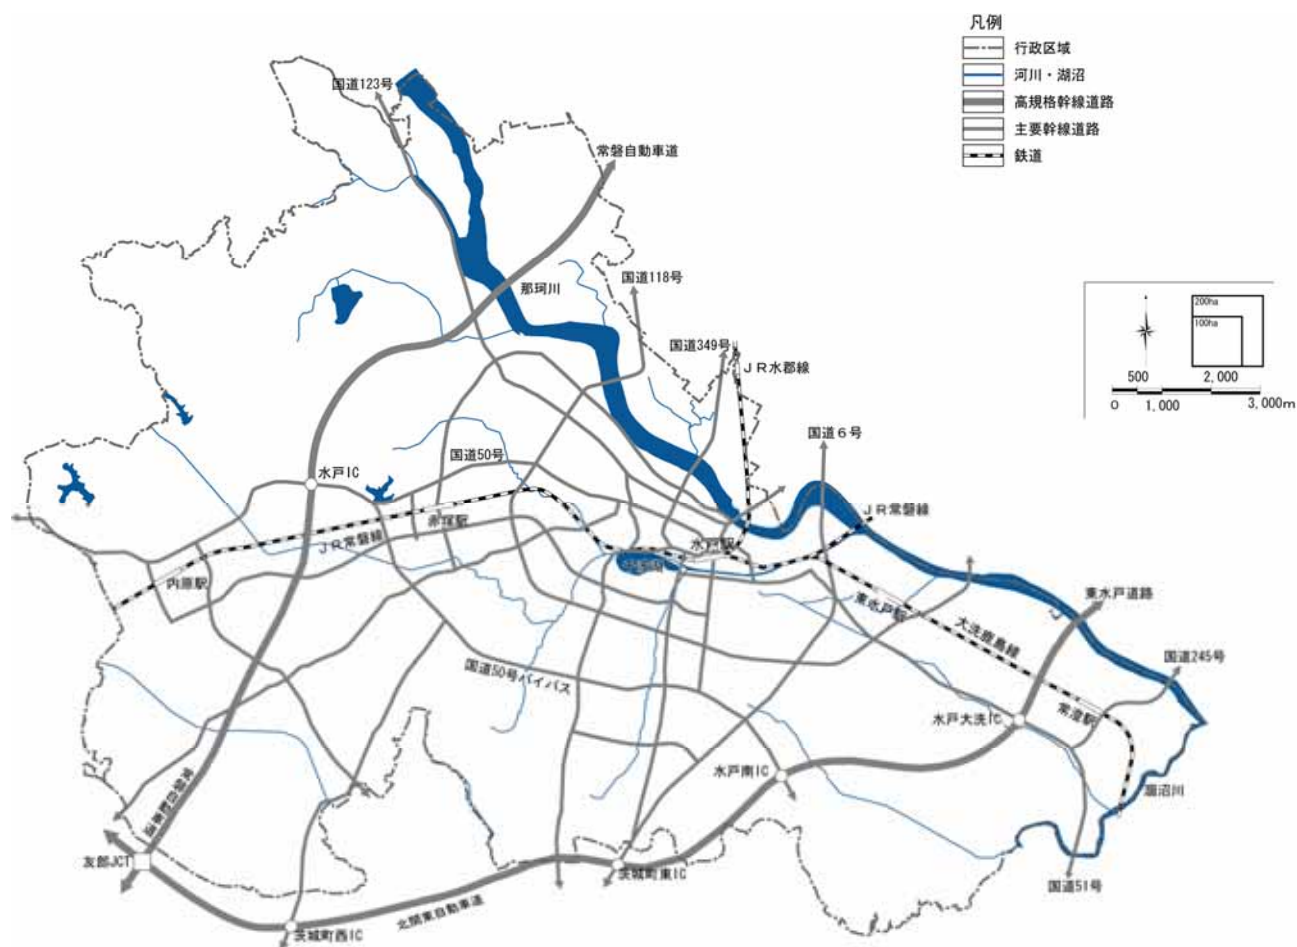 凡例
行政区域
河川・湖沼
高規格幹線道路
主要幹線道路
鉄道
国道123号
常磐自動車道
那珂川
国道118号
200ha
100ha
500
2,000
0
1,000
3,000m
国道349号
ＪＲ水郡線
国道６号
国道50号
水戸IC
赤塚駅
ＪＲ常磐線
ＪＲ常磐線
水戸駅
千波湖
内原駅
東水戸駅
大洗鹿島線
東水戸道路
国道245号
国道50号バイパス
水戸大洗IC
常澄駅
水戸南IC
涸沼川
常磐自動車道
友部JCT
茨城町東IC
国道51号
北関東自動車道
茨城町西IC